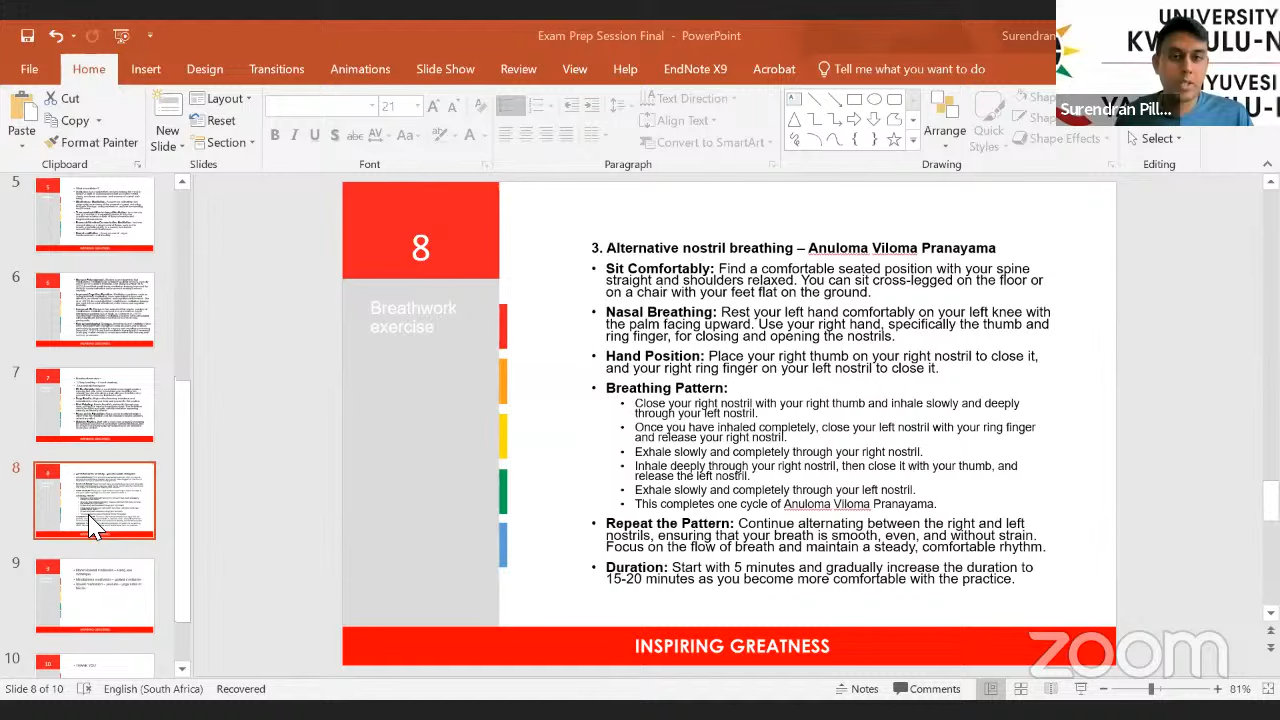 Exam Prep Session Final - PowerPoint
Surendran
UNIVERSITY
File
Home
Insert
Design
Transitions
Animations
Slide Show
Review
View
Help
EndNote X9
Acrobat
Tell me what you want to do
Surendran Pill...
Paste
Cut
Copy
Format Painter
Clipboard
New
Slide
Layout
Reset
Section
Slides
21
Font
Text Direction
Align Text
Convert to SmartArt
Paragraph
Arrange
Quick
Styles
Shape Effects
Drawing
Select
Editing
5
6
7
8
9
10
8
Breathwork
exercise
3. Alternative nostril breathing – Anuloma Viloma Pranayama
• Sit Comfortably: Find a comfortable seated position with your spine
straight and shoulders relaxed. You can sit cross-legged on the floor or
on a chair with your feet flat on the ground.
• Nasal Breathing: Rest your left hand comfortably on your left knee with
the palm facing upward. Use your right hand, specifically the thumb and
ring finger, for closing and opening the nostrils.
• Hand Position: Place your right thumb on your right nostril to close it,
and your right ring finger on your left nostril to close it.
• Breathing Pattern:
• Close your right nostril with your right thumb and inhale slowly and deeply
through your left nostril.
• Once you have inhaled completely, close your left nostril with your ring finger
and release your right nostril.
• Exhale slowly and completely through your right nostril.
• Inhale deeply through your right nostril, then close it with your thumb, and
release the left nostril.
• Exhale slowly and completely through your left nostril.
• This completes one cycle of Anuloma Viloma Pranayama.
• Repeat the Pattern: Continue alternating between the right and left
nostrils, ensuring that your breath is smooth, even, and without strain.
Focus on the flow of breath and maintain a steady, comfortable rhythm.
• Duration: Start with 5 minutes and gradually increase the duration to
15-20 minutes as you become more comfortable with the practice.
INSPIRING GREATNESS
zoom
Slide 8 of 10
English (South Africa)
Recovered
Notes
Comments
81%